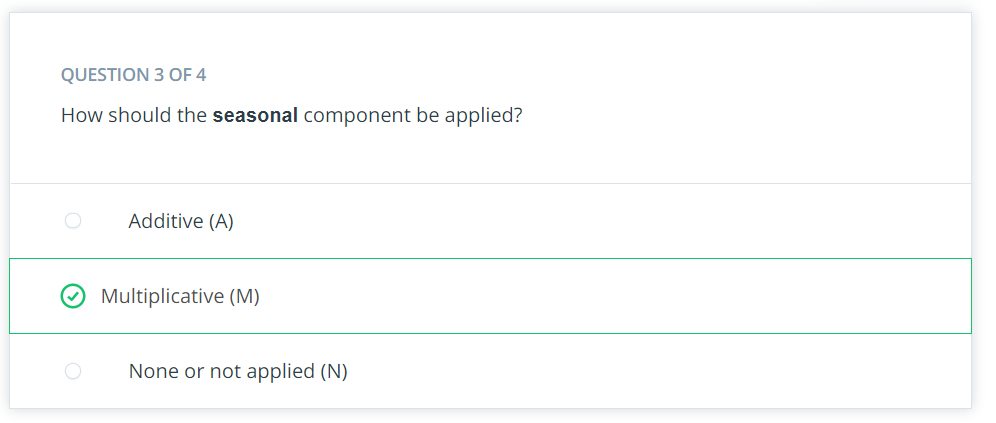 QUESTION 3 OF 4
How should the seasonal component be applied?
Additive (A)
Multiplicative (M)
None or not applied (N)